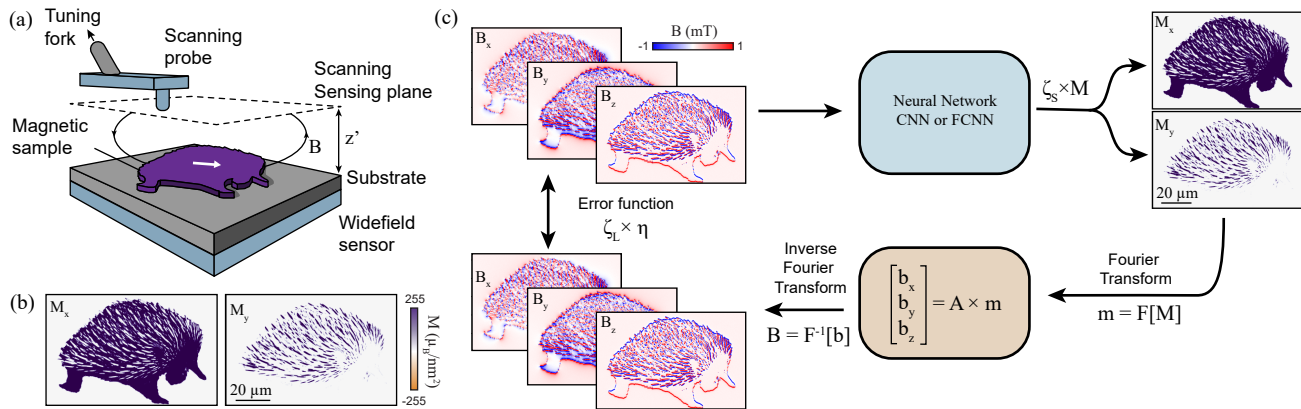 (a)
Tuning
fork
Scanning
probe
Scanning
Sensing plane
Magnetic
sample
B
z'
Substrate
Widefield
sensor
(b)
Mx
My
20 µm
255
M (µB/nm²)
-255
(c)
Bx
By
Bz
B (mT)
-1
1
Neural Network
CNN or FCNN
ζS × M
Mx
My
20 µm
Error function
ζL × η
Bx
By
Bz
Inverse
Fourier
Transform
B = F⁻¹[b]
bx
by
bz
= A × m
Fourier
Transform
m = F[M]